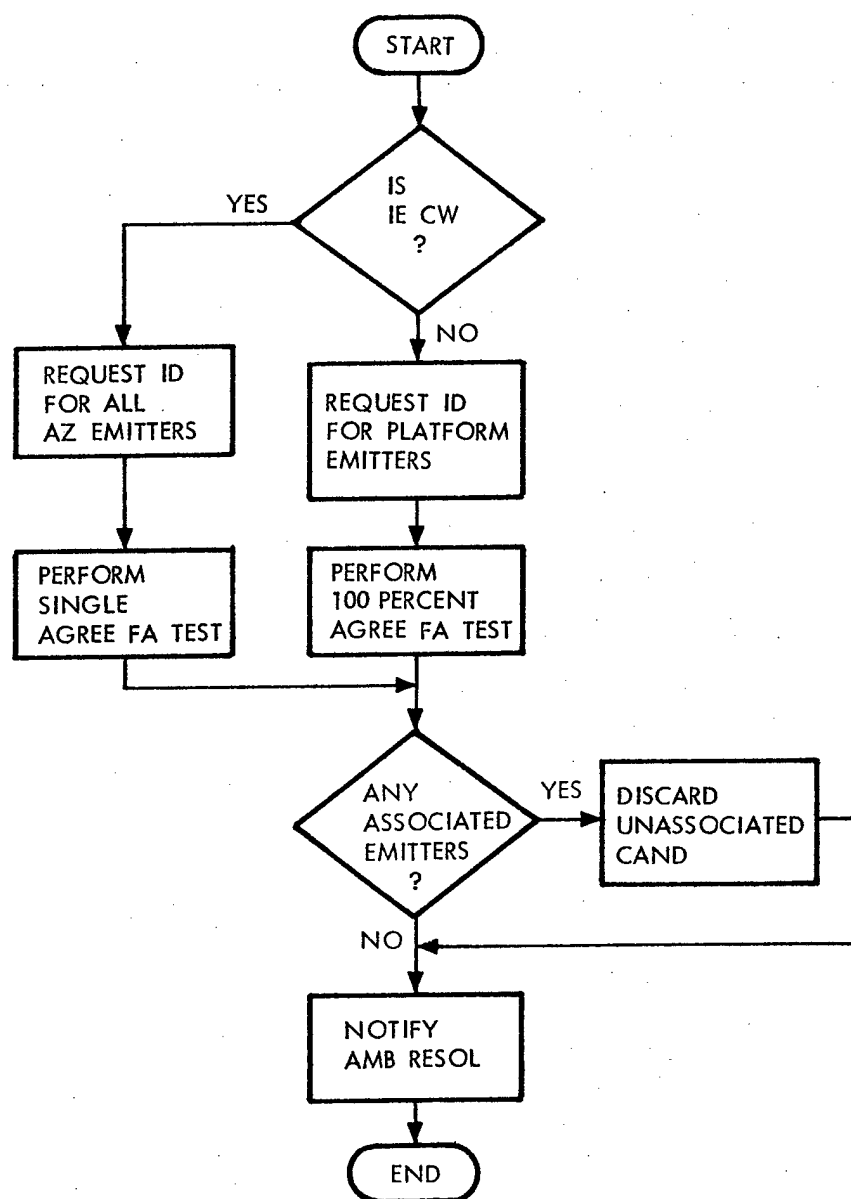 START
IS
IE CW
?
YES
NO
REQUEST ID
FOR ALL
AZ EMITTERS
REQUEST ID
FOR PLATFORM
EMITTERS
PERFORM
SINGLE
AGREE FA TEST
PERFORM
100 PERCENT
AGREE FA TEST
ANY
ASSOCIATED
EMITTERS
?
YES
DISCARD
UNASSOCIATED
CAND
NO
NOTIFY
AMB RESOL
END